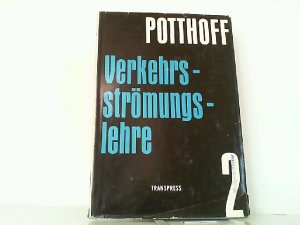 POTTHOFF
Verkehrs-
strömungs-
lehre
2
TRANSPRESS